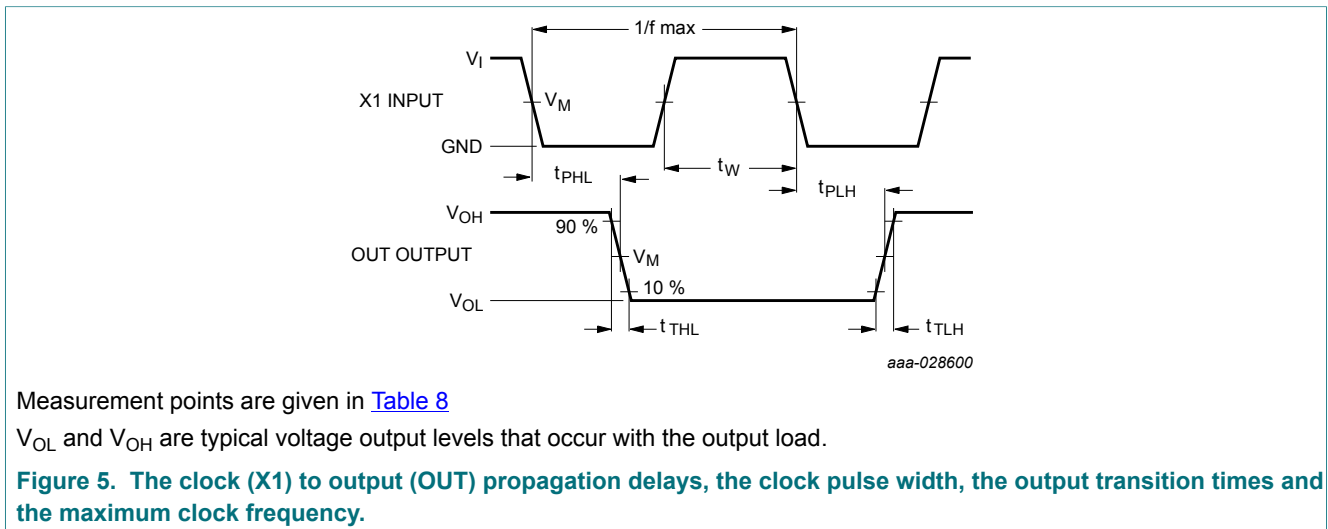 1/f max
VI
X1 INPUT
VM
GND
tPHL
tW
tPLH
VOH
90 %
OUT OUTPUT
VM
10 %
VOL
tTHL
tTLH
aaa-028600
Measurement points are given in Table 8
VOL and VOH are typical voltage output levels that occur with the output load.
Figure 5. The clock (X1) to output (OUT) propagation delays, the clock pulse width, the output transition times and
the maximum clock frequency.